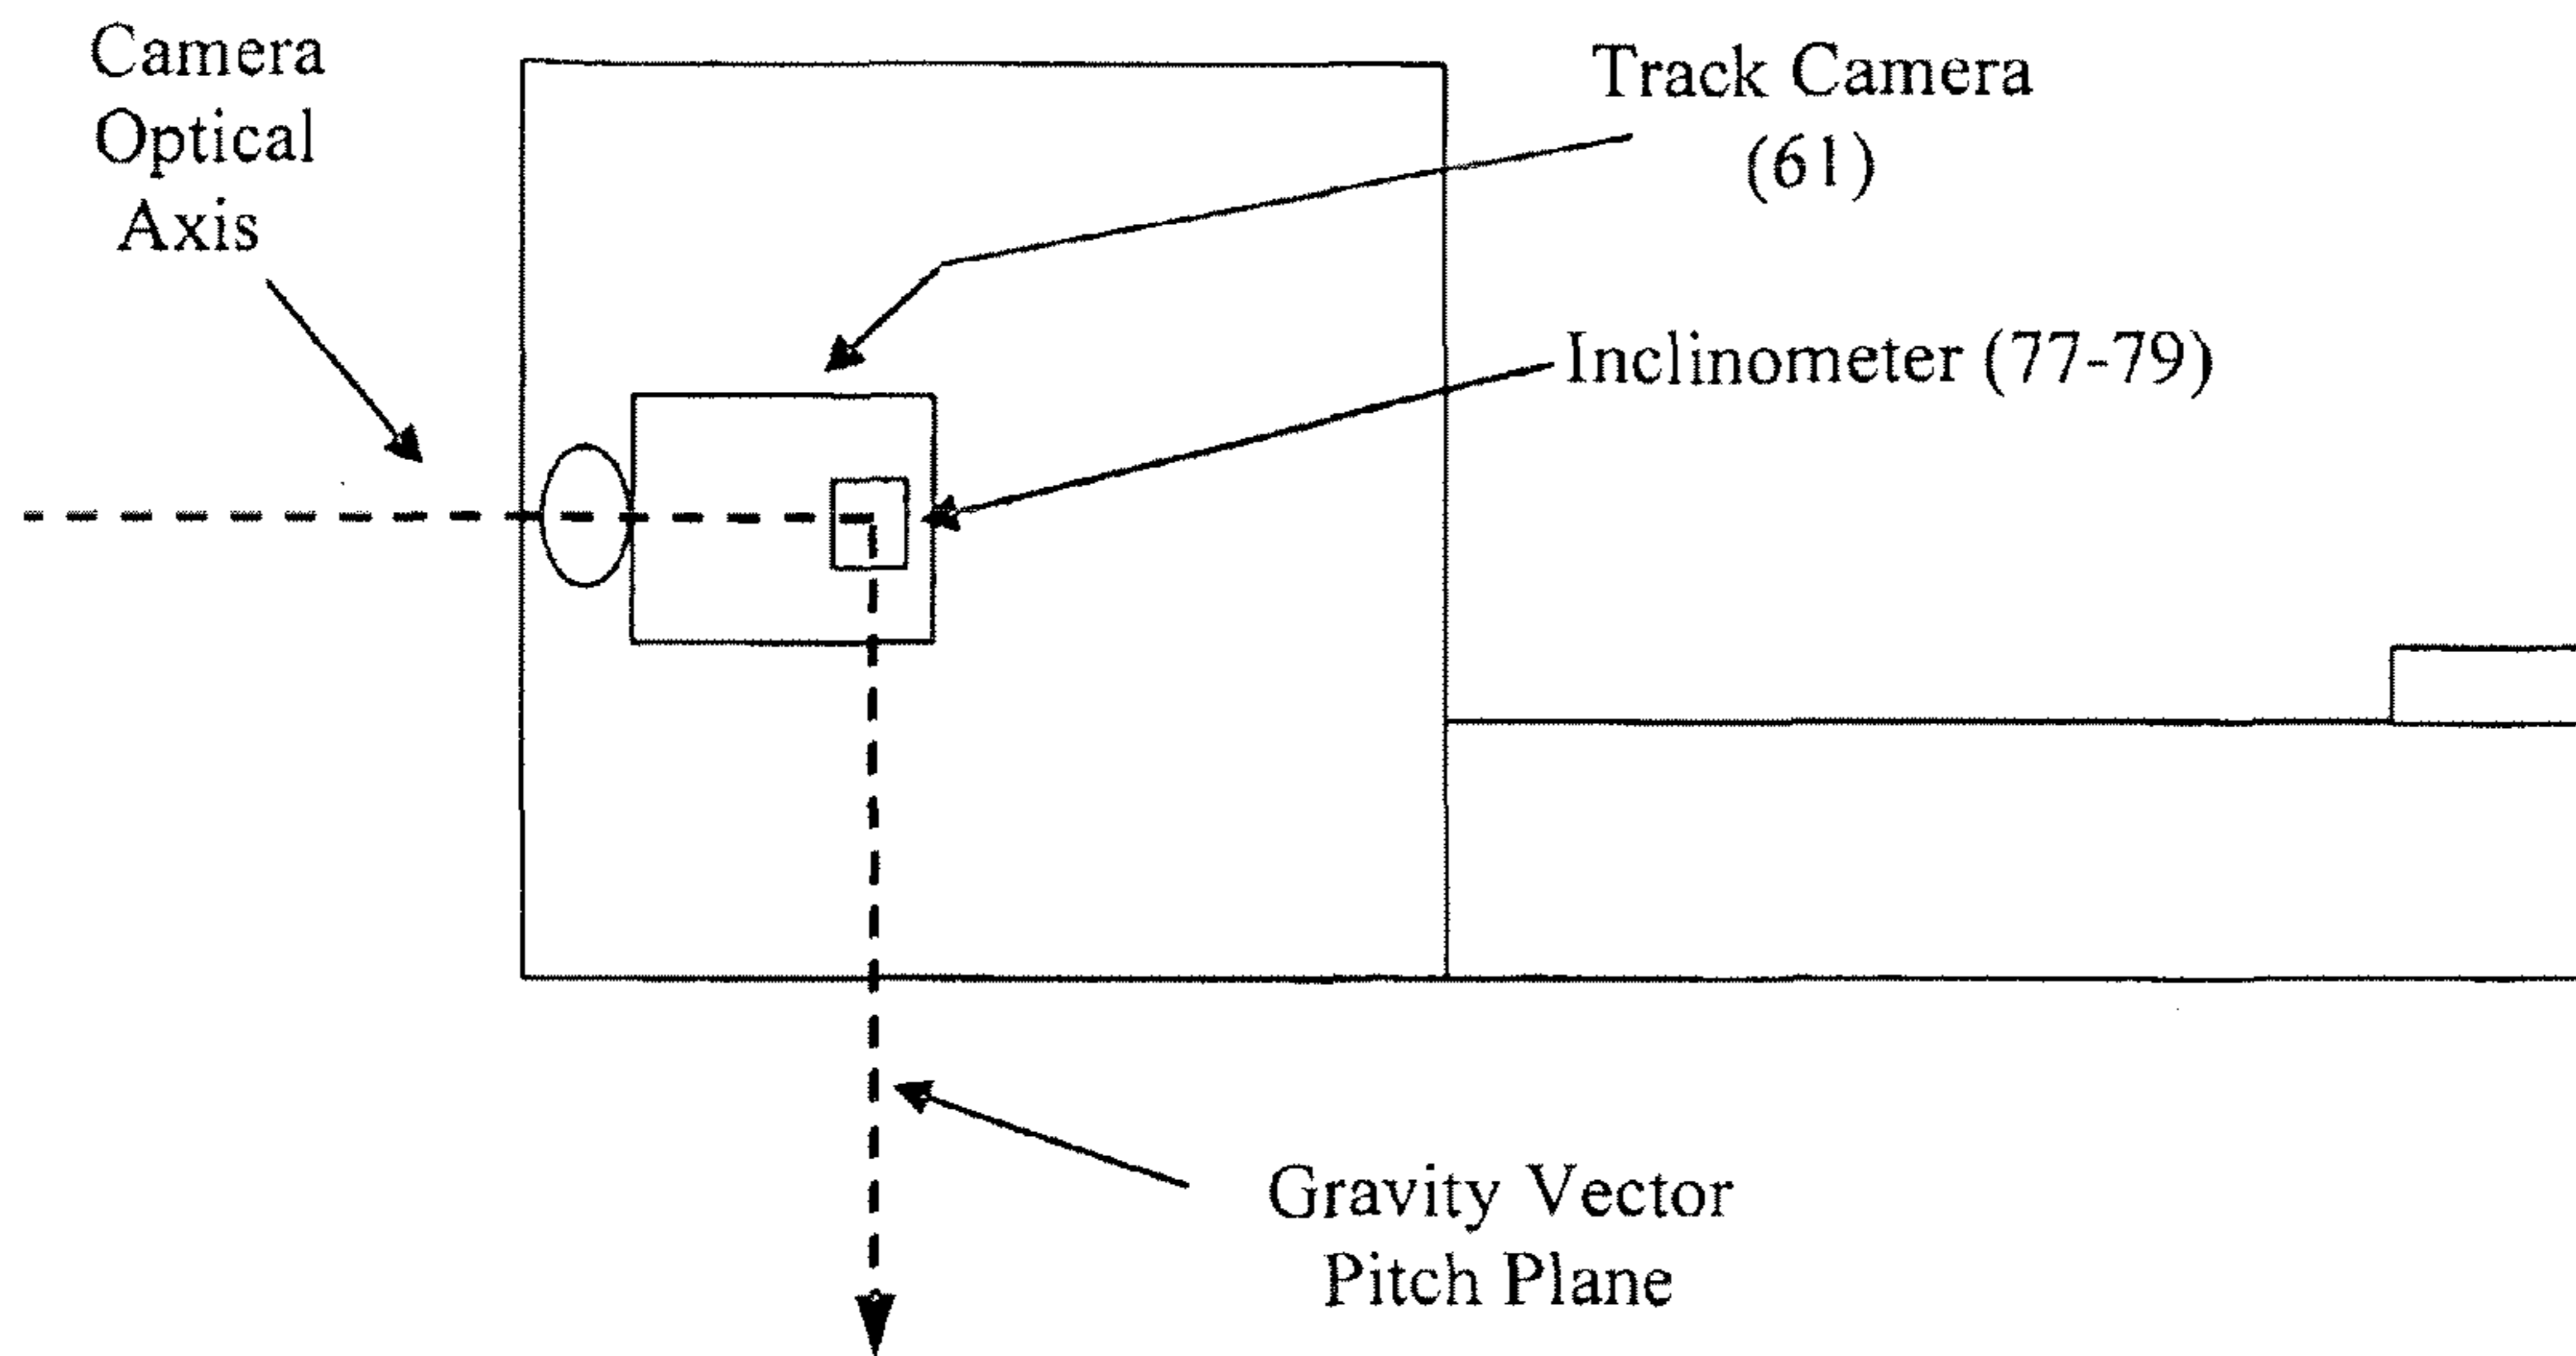 Camera
Optical
Axis
Track Camera
(61)
Inclinometer (77-79)
Gravity Vector
Pitch Plane